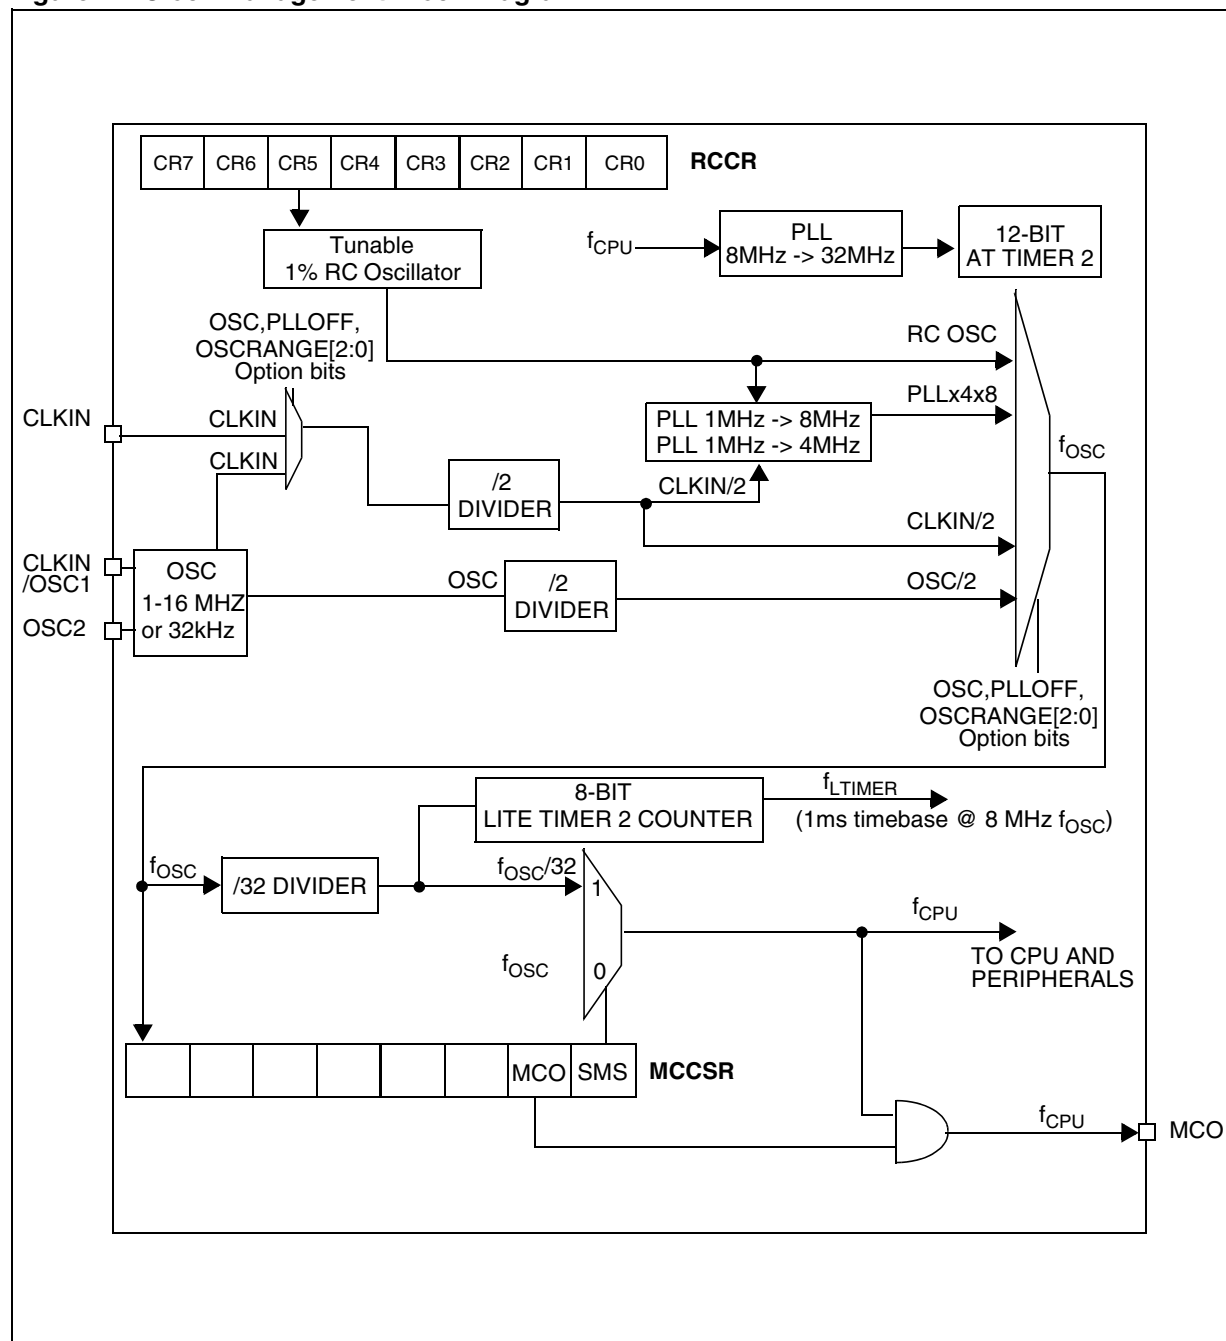 CR7 CR6 CR5 CR4 CR3 CR2 CR1 CR0 RCCR
Tunable
1% RC Oscillator
fCPU
PLL
8MHz -> 32MHz
12-BIT
AT TIMER 2
OSC,PLLOFF,
OSCRANGE[2:0]
Option bits
RC OSC
PLLx4x8
CLKIN
CLKIN
CLKIN
PLL 1MHz -> 8MHz
PLL 1MHz -> 4MHz
fOSC
/2
DIVIDER
CLKIN/2
CLKIN/2
CLKIN
/OSC1
OSC2
OSC
1-16 MHZ
or 32kHz
OSC
/2
DIVIDER
OSC/2
OSC,PLLOFF,
OSCRANGE[2:0]
Option bits
8-BIT
LITE TIMER 2 COUNTER
fLTIMER
(1ms timebase @ 8 MHz fOSC)
fOSC
/32 DIVIDER
fOSC/32
1
fOSC
0
fCPU
TO CPU AND
PERIPHERALS
MCO SMS MCCSR
fCPU
MCO